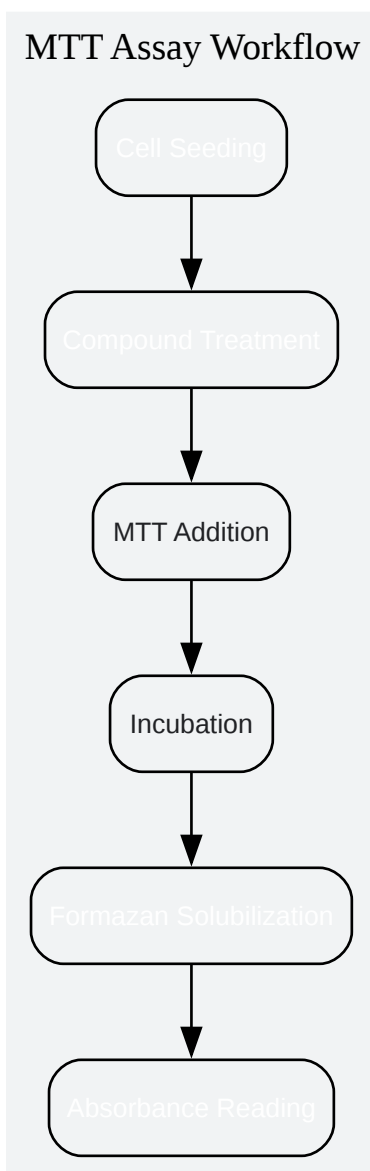 MTT Assay Workflow
Cell Seeding
Compound Treatment
MTT Addition
Incubation
Formazan Solubilization
Absorbance Reading